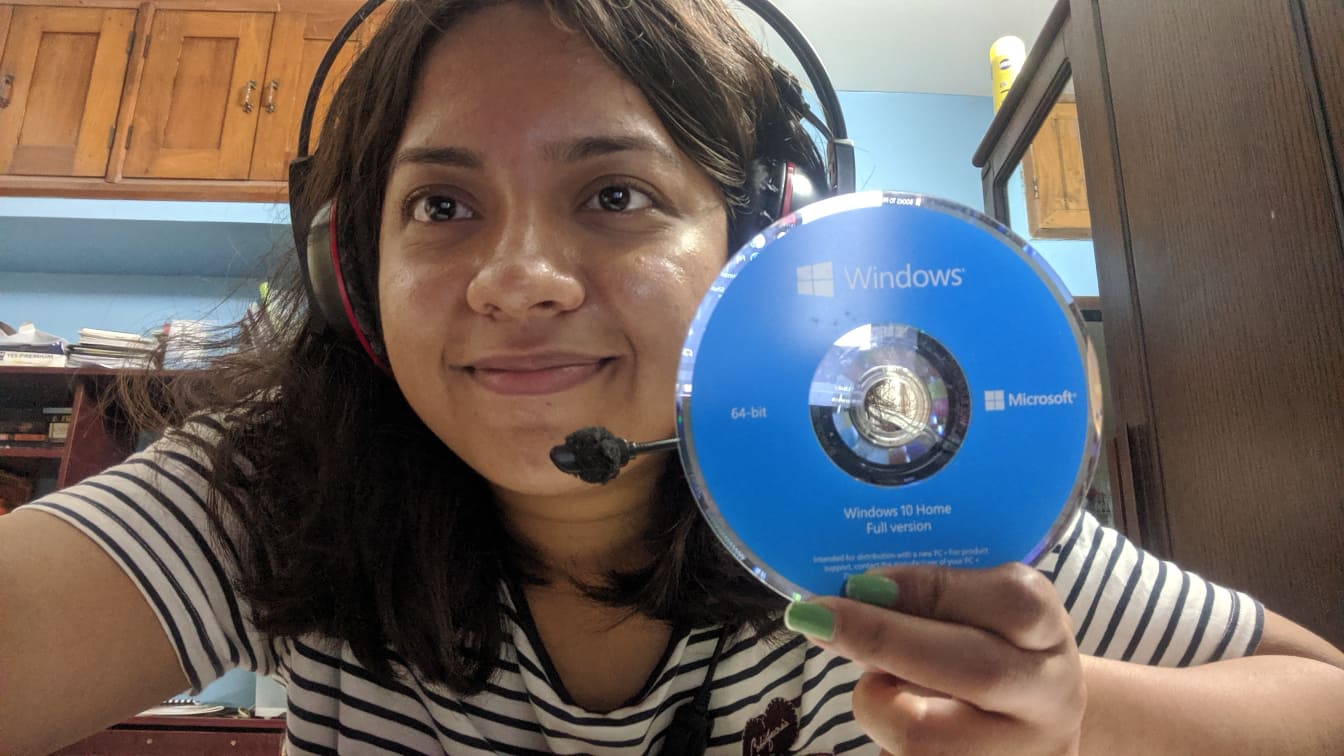 Windows
64-bit
Microsoft
Windows 10 Home
Full version
Intended for distribution with a new PC • For product
support, contact the manufacturer of your PC •